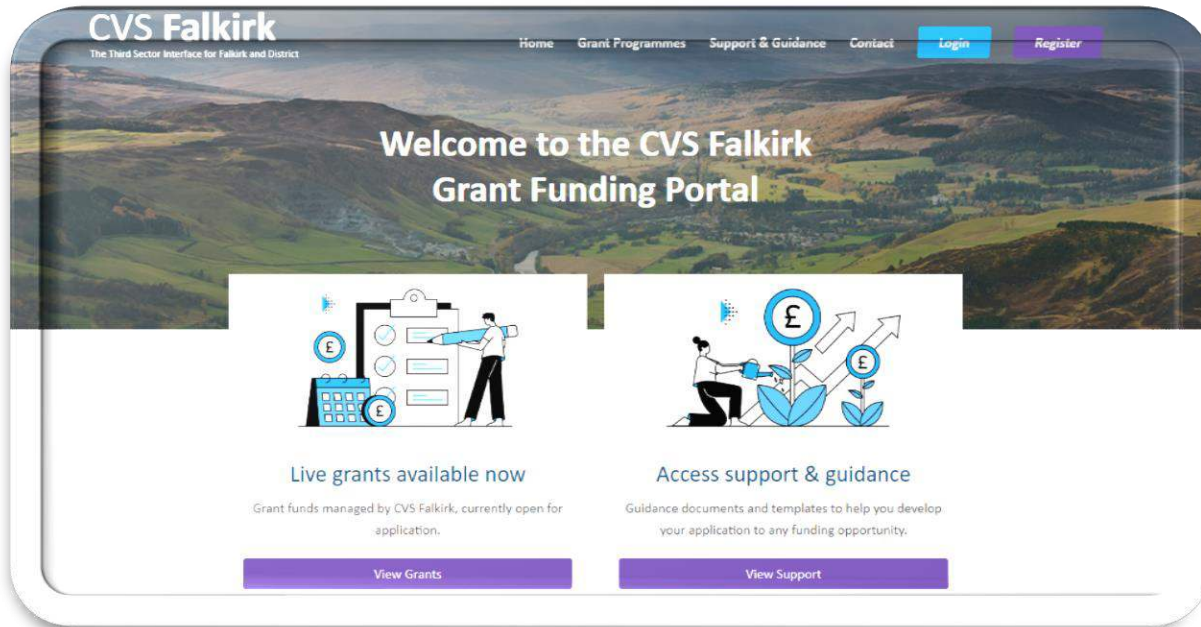 CVS Falkirk
The Third Sector Interface for Falkirk and District
Home Grant Programmes Support & Guidance Contact Login Register
Welcome to the CVS Falkirk
Grant Funding Portal
£
£
£
£
Live grants available now
Grant funds managed by CVS Falkirk, currently open for
application.
View Grants
Access support & guidance
Guidance documents and templates to help you develop
your application to any funding opportunity.
View Support